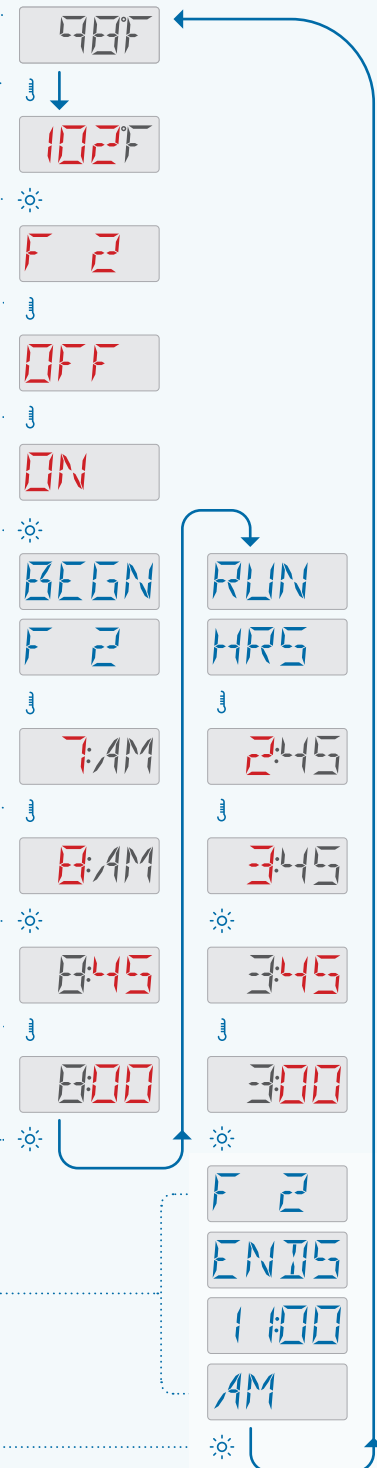 98°F
102°F
F 2
OFF
ON
BEGN
F 2
7:AM
8:AM
8:45
8:00
RUN
HRS
2:45
3:45
3:45
3:00
F 2
ENDS
11:00
AM